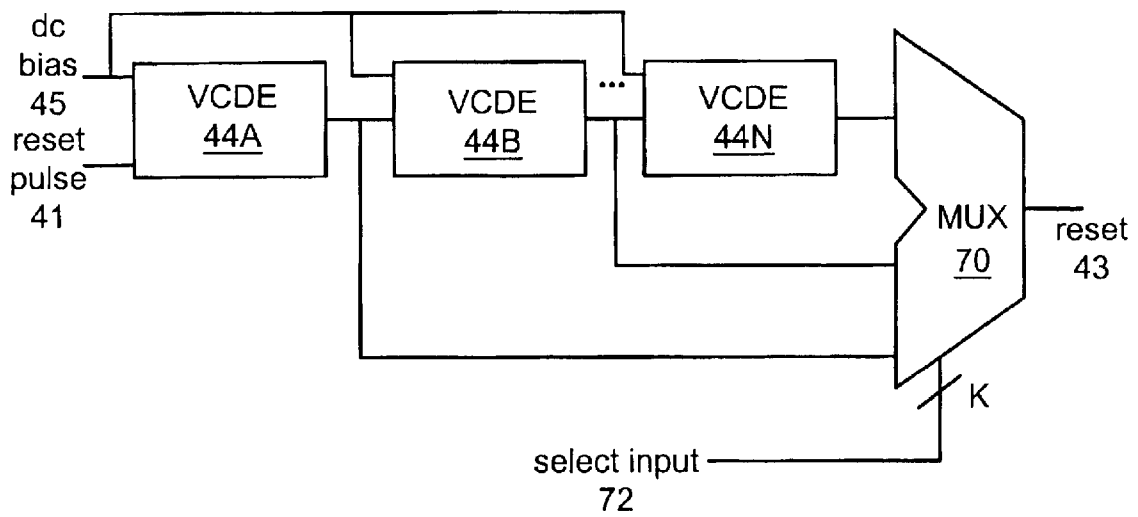 dc
bias
45
reset
pulse
41
VCDE
44A
VCDE
44B
...
VCDE
44N
MUX
70
reset
43
K
select input
72